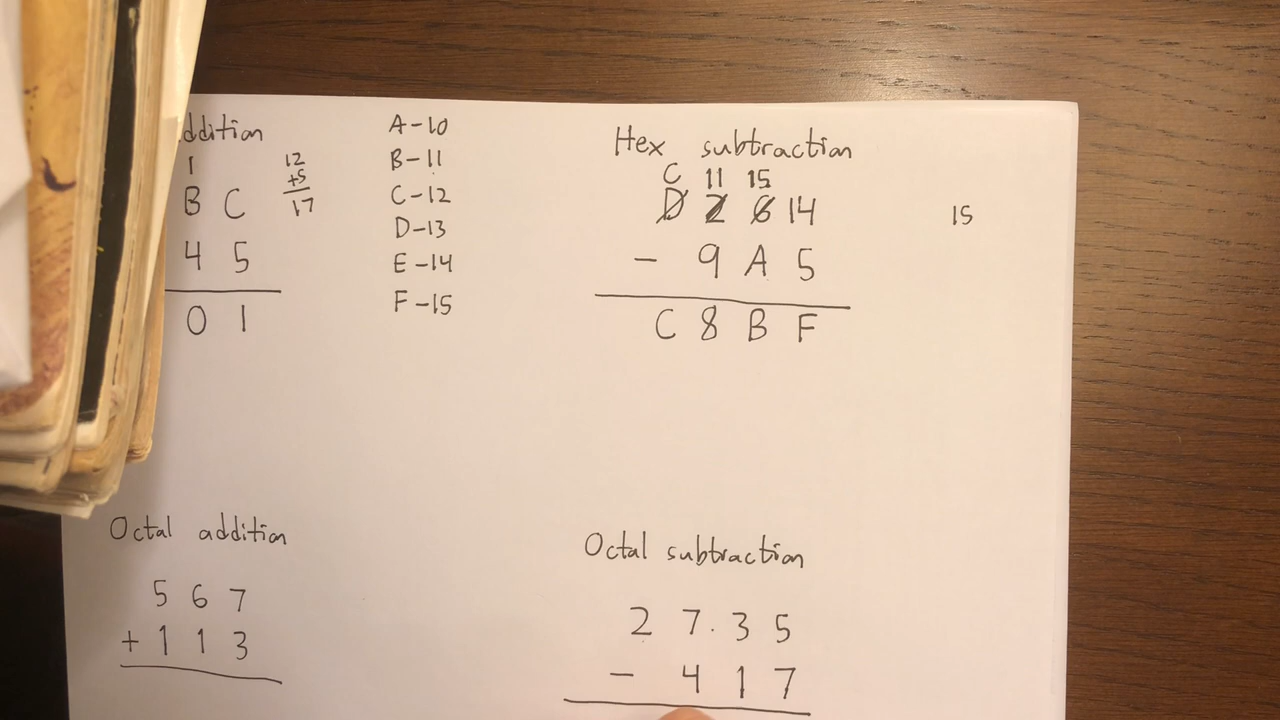 ddition
1
B C
4 5
0 1
12
+5
17
A-10
B-11
C-12
D-13
E-14
F-15
Hex subtraction
C 11 15
D 2 6 14
- 9 A 5
C 8 B F
15
Octal addition
5 6 7
+ 1 1 3
Octal subtraction
2 7. 3 5
- 4 1 7